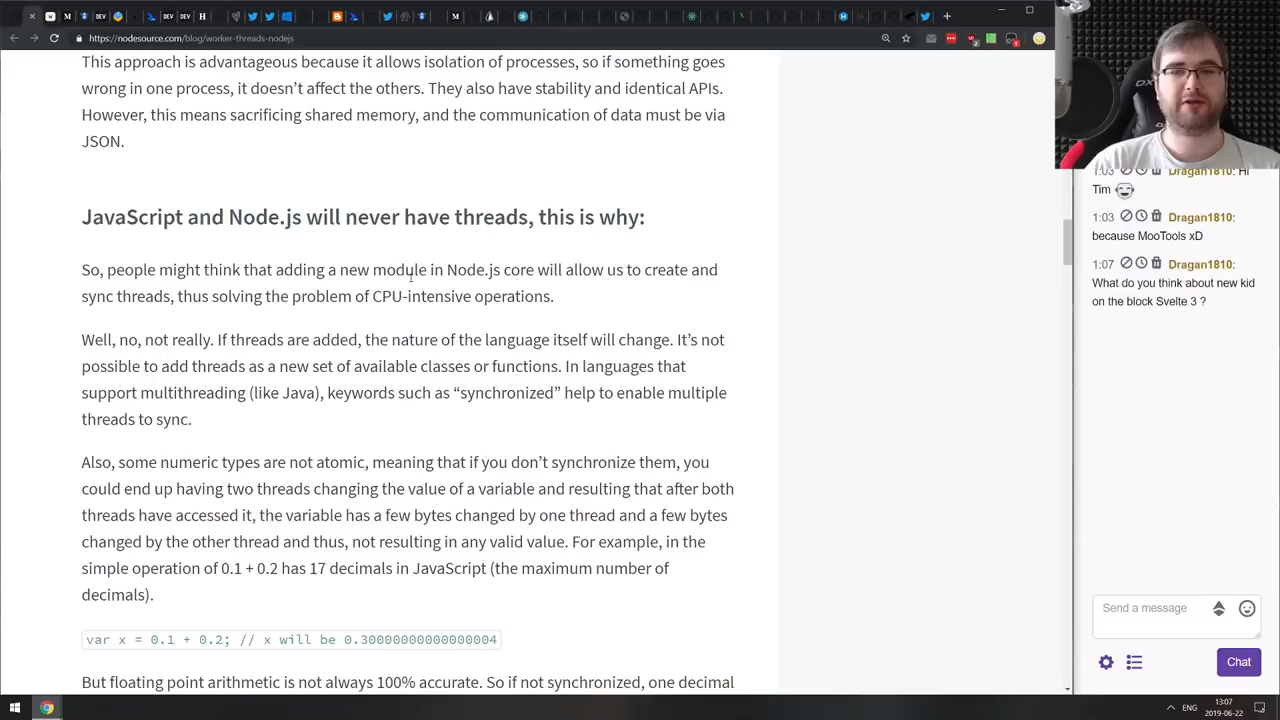 https://nodesource.com/blog/worker-threads-nodejs
This approach is advantageous because it allows isolation of processes, so if something goes
wrong in one process, it doesn’t affect the others. They also have stability and identical APIs.
However, this means sacrificing shared memory, and the communication of data must be via
JSON.
JavaScript and Node.js will never have threads, this is why:
So, people might think that adding a new module in Node.js core will allow us to create and
sync threads, thus solving the problem of CPU-intensive operations.
Well, no, not really. If threads are added, the nature of the language itself will change. It’s not
possible to add threads as a new set of available classes or functions. In languages that
support multithreading (like Java), keywords such as “synchronized” help to enable multiple
threads to sync.
Also, some numeric types are not atomic, meaning that if you don’t synchronize them, you
could end up having two threads changing the value of a variable and resulting that after both
threads have accessed it, the variable has a few bytes changed by one thread and a few bytes
changed by the other thread and thus, not resulting in any valid value. For example, in the
simple operation of 0.1 + 0.2 has 17 decimals in JavaScript (the maximum number of
decimals).
var x = 0.1 + 0.2; // x will be 0.30000000000000004
But floating point arithmetic is not always 100% accurate. So if not synchronized, one decimal
1:03 Dragan1810: Hi
Tim
1:03 Dragan1810:
because MooTools xD
1:07 Dragan1810:
What do you think about new kid
on the block Svelte 3 ?
Send a message
Chat
ENG
13:07
2019-06-22